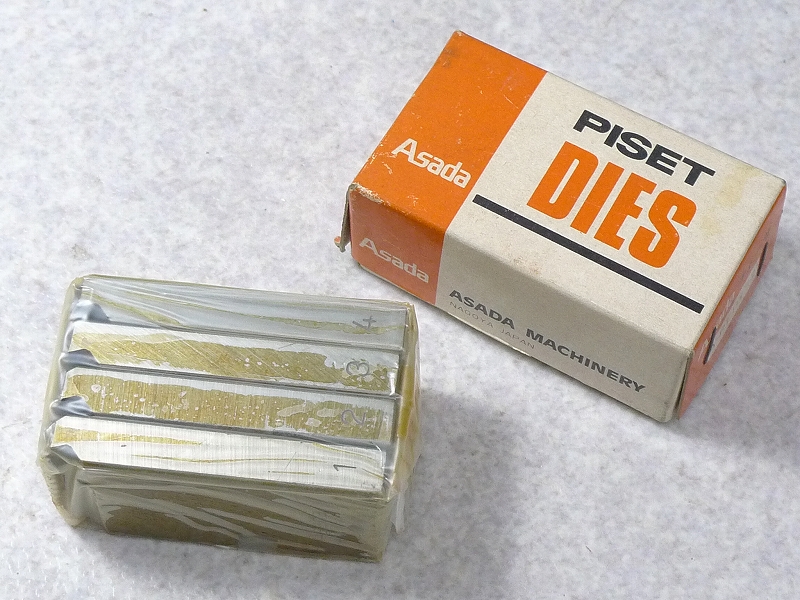 Asada
PISET
DIES
Asada
ASADA MACHINERY
NAGOYA JAPAN
4
3
2
1